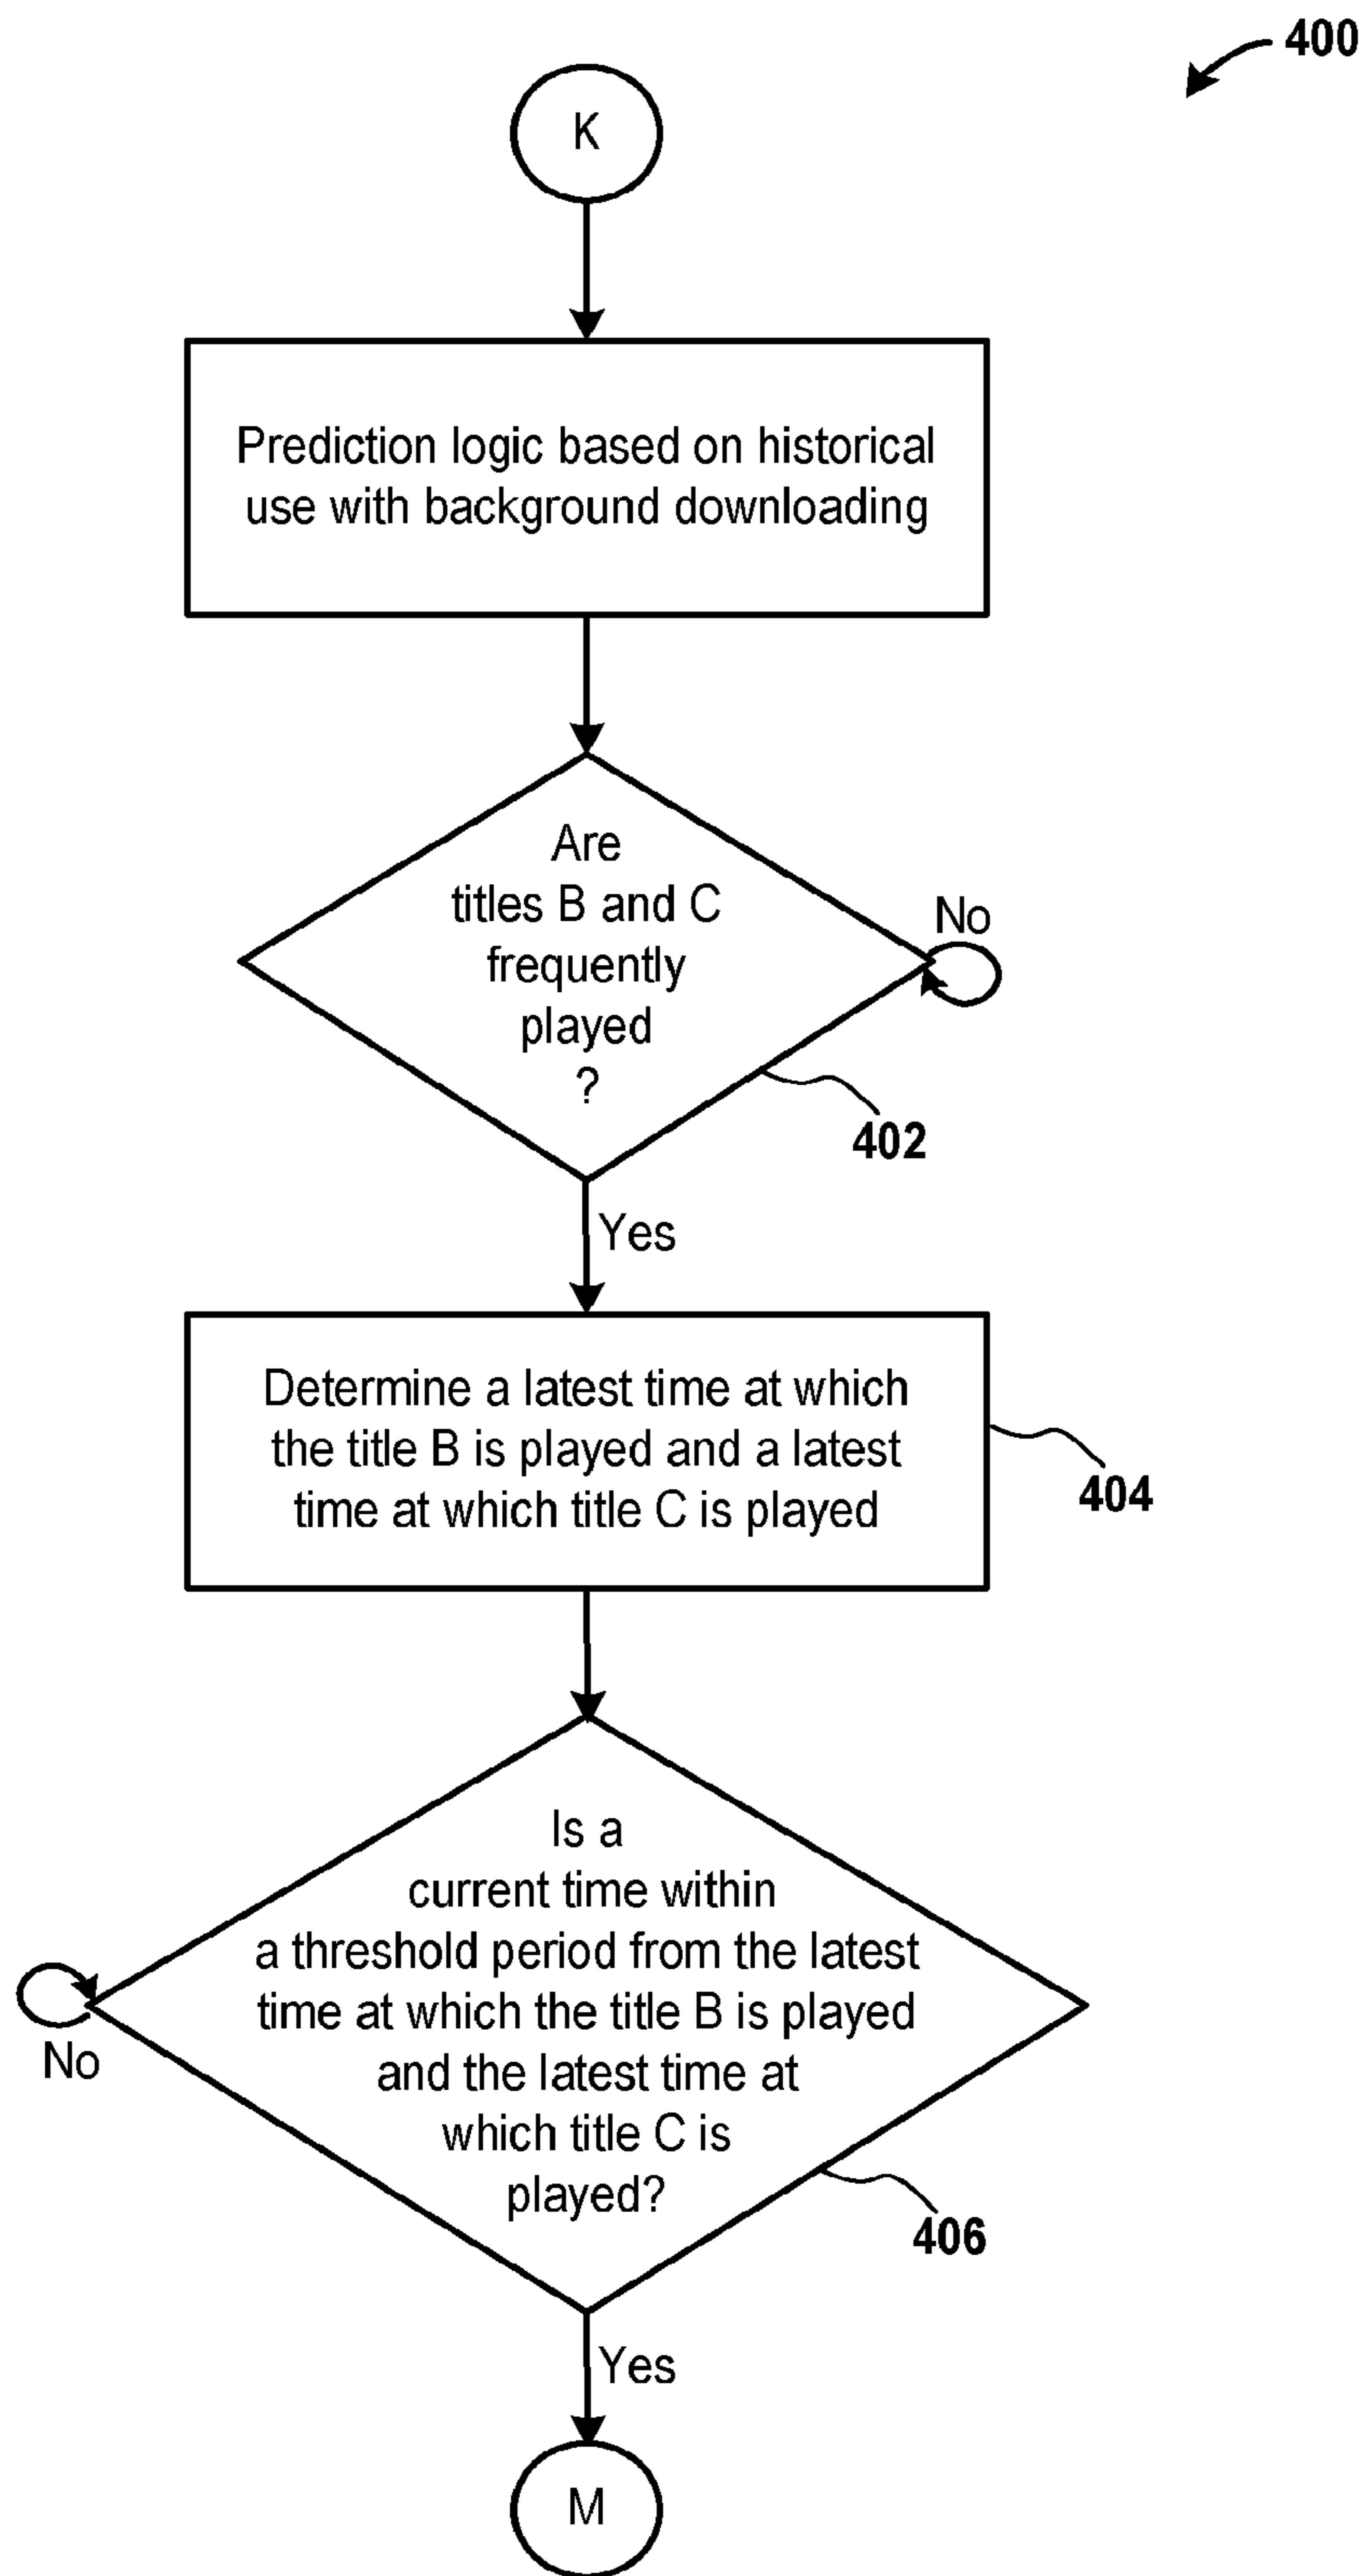 400
K
Prediction logic based on historical
use with background downloading
Are
titles B and C
frequently
played
?
No
402
Yes
Determine a latest time at which
the title B is played and a latest
time at which title C is played
404
Is a
current time within
a threshold period from the latest
time at which the title B is played
and the latest time at
which title C is
played?
No
406
Yes
M